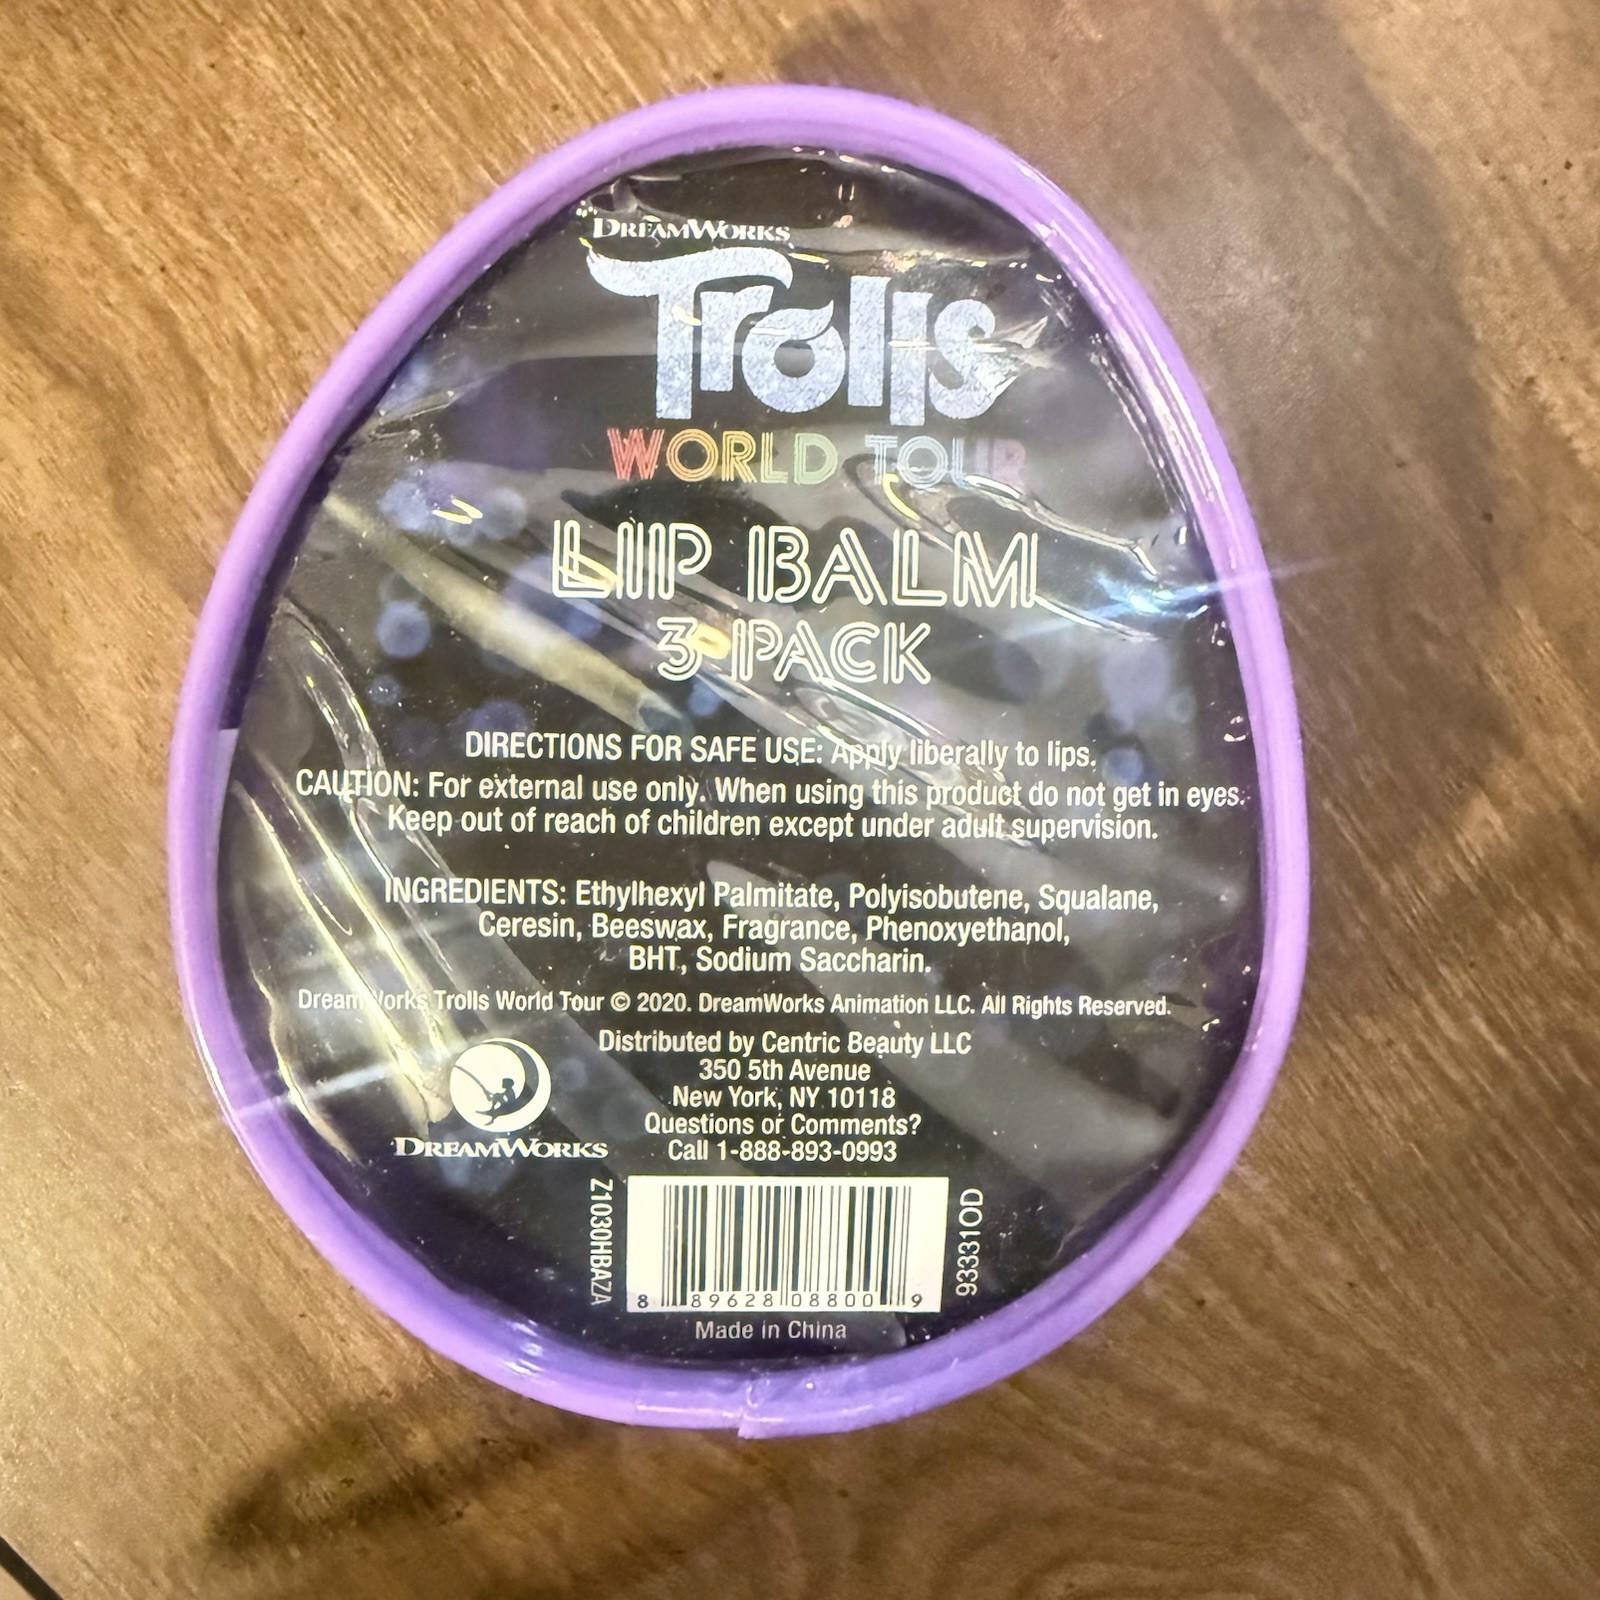 DREAMWORKS
Trolls
WORLD TOUR
LIP BALM
3 PACK
DIRECTIONS FOR SAFE USE: Apply liberally to lips.
CAUTION: For external use only. When using this product do not get in eyes.
Keep out of reach of children except under adult supervision.
INGREDIENTS: Ethylhexyl Palmitate, Polyisobutene, Squalane,
Ceresin, Beeswax, Fragrance, Phenoxyethanol,
BHT, Sodium Saccharin.
DreamWorks Trolls World Tour © 2020. DreamWorks Animation LLC. All Rights Reserved.
Distributed by Centric Beauty LLC
350 5th Avenue
New York, NY 10118
Questions or Comments?
Call 1-888-893-0993
DREAMWORKS
Z1030HBAZA
8 89628 08800 9
93331OD
Made in China